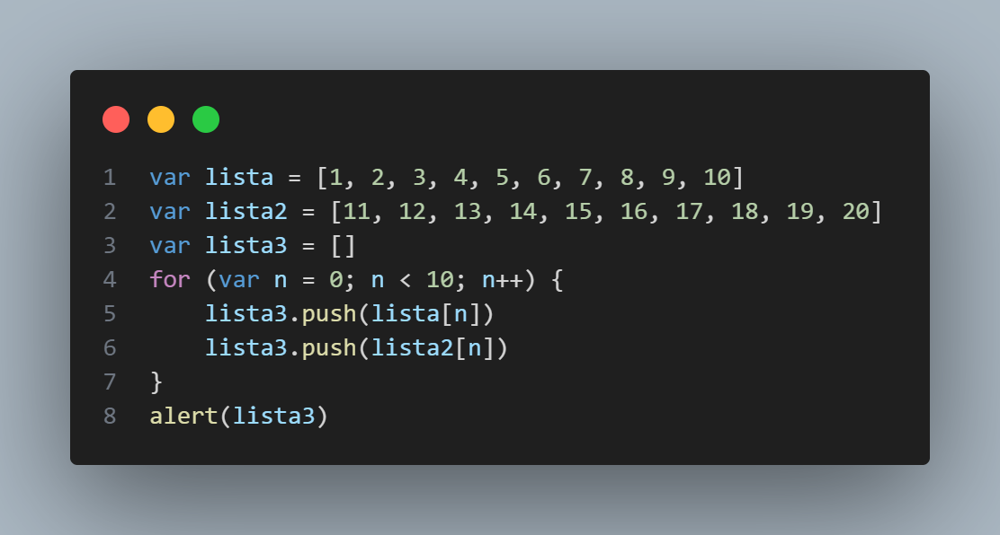 1 var lista = [1, 2, 3, 4, 5, 6, 7, 8, 9, 10]
2 var lista2 = [11, 12, 13, 14, 15, 16, 17, 18, 19, 20]
3 var lista3 = []
4 for (var n = 0; n < 10; n++) {
5     lista3.push(lista[n])
6     lista3.push(lista2[n])
7 }
8 alert(lista3)